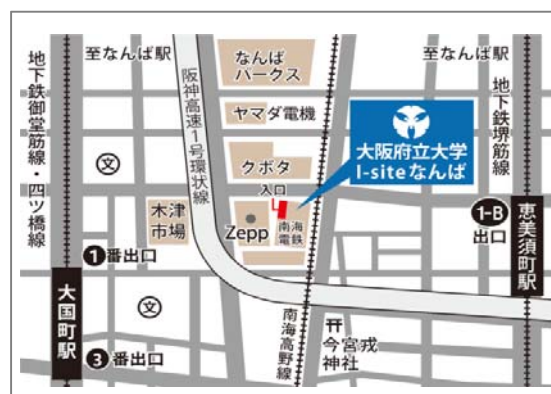 至なんば駅
なんば
パークス
至なんば駅
地下鉄御堂筋線・四ツ橋線
阪神高速1号環状線
ヤマダ電機
地下鉄堺筋線
文
クボタ
大阪府立大学
I-siteなんば
入口
木津
市場
Zepp
南海
電鉄
1-B
出口
恵美須町駅
1番出口
大国町駅
文
南海高野線
今宮戎
神社
3番出口